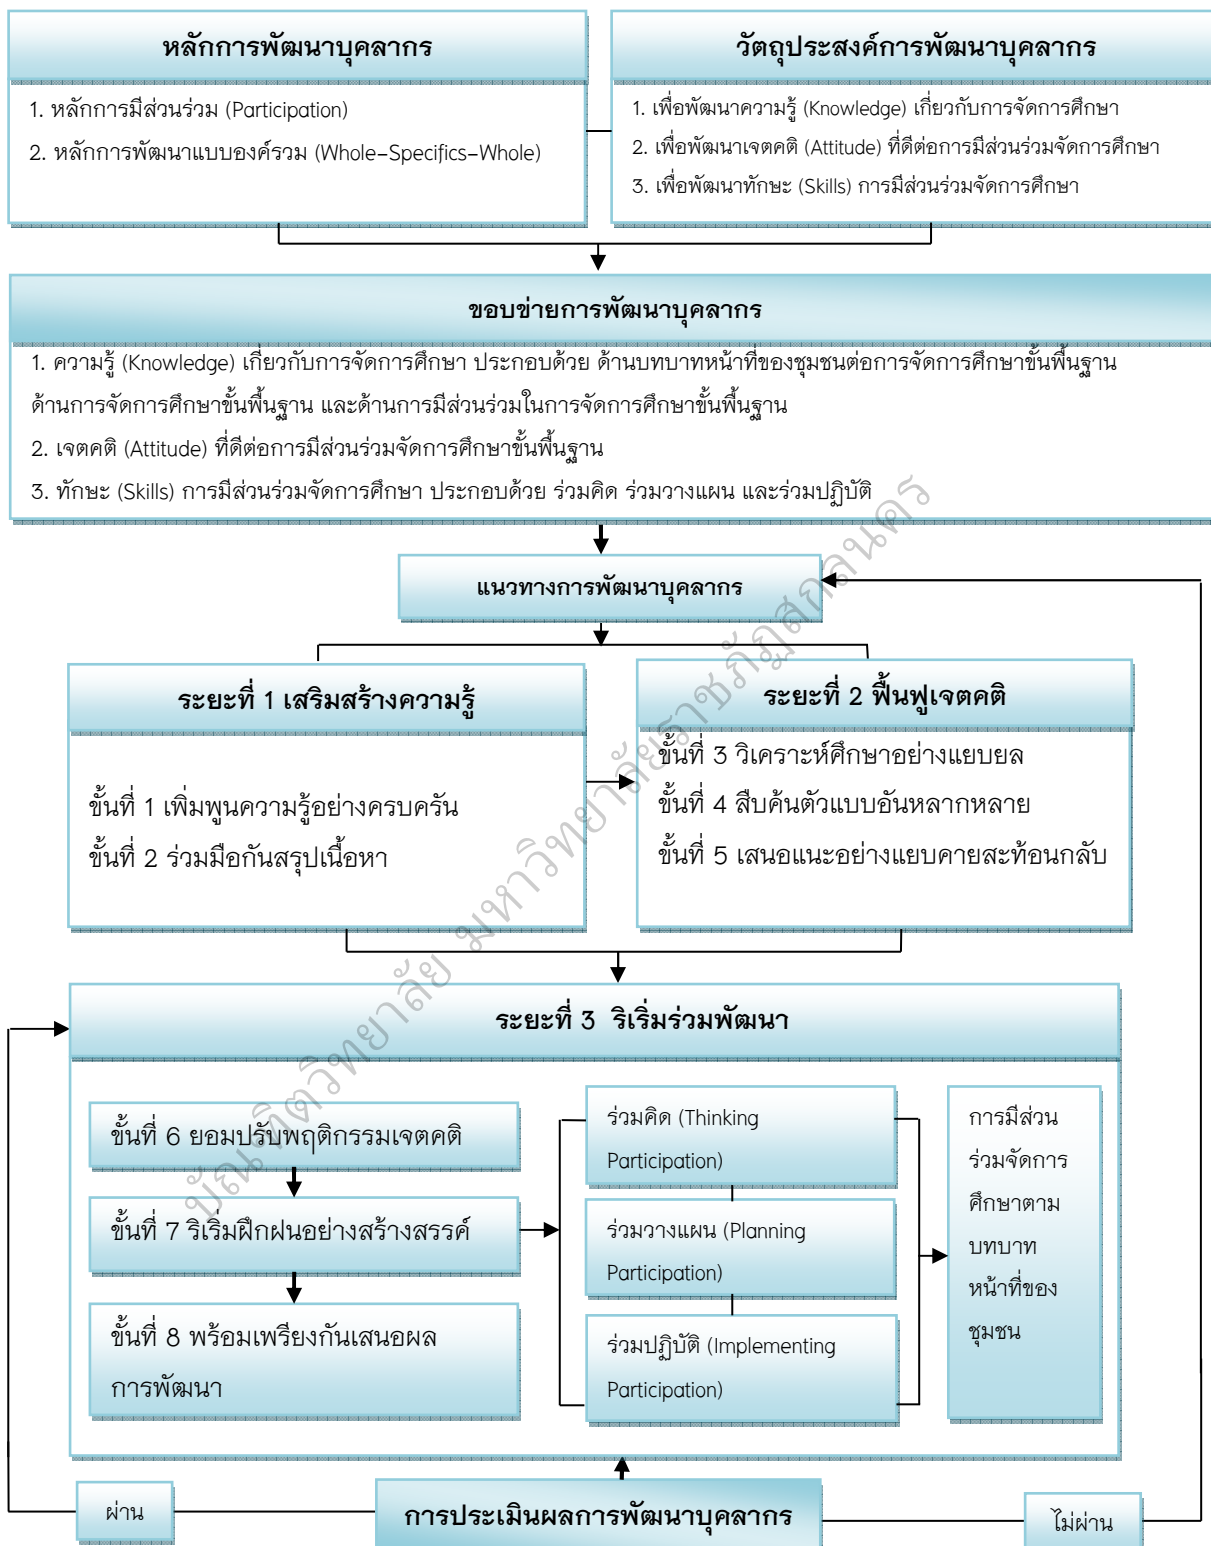 หลักการพัฒนาบุคลากร
1. หลักการมีส่วนร่วม (Participation)
2. หลักการพัฒนาแบบองค์รวม (Whole-Specifics-Whole)
วัตถุประสงค์การพัฒนาบุคลากร
1. เพื่อพัฒนาความรู้ (Knowledge) เกี่ยวกับการจัดการศึกษา
2. เพื่อพัฒนาเจตคติ (Attitude) ที่ดีต่อการมีส่วนร่วมจัดการศึกษา
3. เพื่อพัฒนาทักษะ (Skills) การมีส่วนร่วมจัดการศึกษา
ขอบข่ายการพัฒนาบุคลากร
1. ความรู้ (Knowledge) เกี่ยวกับการจัดการศึกษา ประกอบด้วย ด้านบทบาทหน้าที่ของชุมชนต่อการจัดการศึกษาขั้นพื้นฐาน
ด้านการจัดการศึกษาขั้นพื้นฐาน และด้านการมีส่วนร่วมในการจัดการศึกษาขั้นพื้นฐาน
2. เจตคติ (Attitude) ที่ดีต่อการมีส่วนร่วมจัดการศึกษาขั้นพื้นฐาน
3. ทักษะ (Skills) การมีส่วนร่วมจัดการศึกษา ประกอบด้วย ร่วมคิด ร่วมวางแผน และร่วมปฏิบัติ
แนวทางการพัฒนาบุคลากร
ระยะที่ 1 เสริมสร้างความรู้
ขั้นที่ 1 เพิ่มพูนความรู้อย่างครบครัน
ขั้นที่ 2 ร่วมมือกันสรุปเนื้อหา
ระยะที่ 2 ฟื้นฟูเจตคติ
ขั้นที่ 3 วิเคราะห์ศึกษาอย่างแยบยล
ขั้นที่ 4 สืบค้นตัวแบบอันหลากหลาย
ขั้นที่ 5 เสนอแนะอย่างแยบคายสะท้อนกลับ
ระยะที่ 3 ริเริ่มร่วมพัฒนา
ขั้นที่ 6 ยอมปรับพฤติกรรมเจตคติ
ขั้นที่ 7 ริเริ่มฝึกฝนอย่างสร้างสรรค์
ขั้นที่ 8 พร้อมเพรียงกันเสนอผล
การพัฒนา
ร่วมคิด (Thinking
Participation)
ร่วมวางแผน (Planning
Participation)
ร่วมปฏิบัติ (Implementing
Participation)
การมีส่วน
ร่วมจัดการ
ศึกษาตาม
บทบาท
หน้าที่ของ
ชุมชน
ผ่าน
การประเมินผลการพัฒนาบุคลากร
ไม่ผ่าน
บัณฑิตวิทยาลัย มหาวิทยาลัยราชภัฏสกลนคร